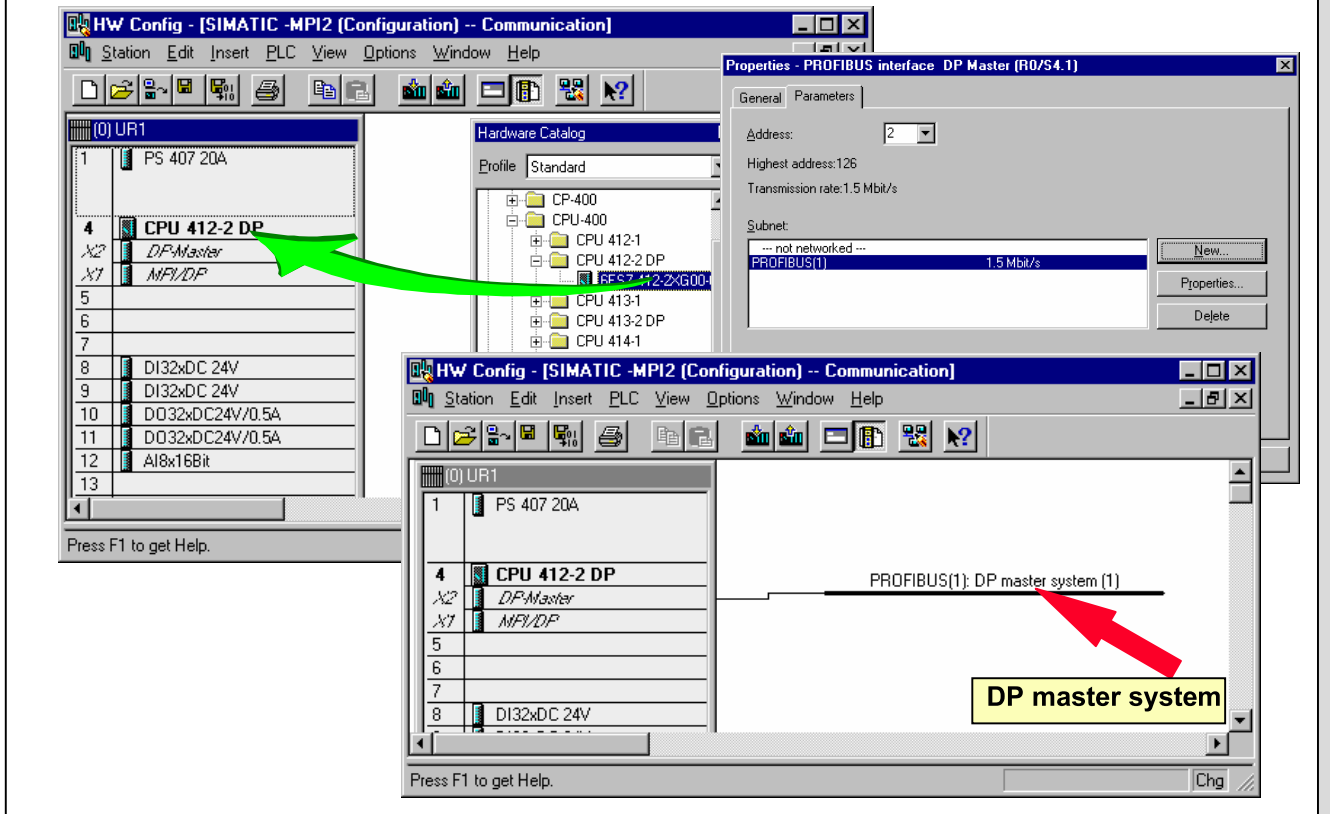 HW Config - [SIMATIC -MPI2 (Configuration) -- Communication]
Station Edit Insert PLC View Options Window Help
(0) UR1
1 PS 407 20A
4 CPU 412-2 DP
X2 DP-Master
X1 MPI/DP
5
6
7
8 DI32xDC 24V
9 DI32xDC 24V
10 DO32xDC24V/0.5A
11 DO32xDC24V/0.5A
12 AI8x16Bit
13
Press F1 to get Help.
Hardware Catalog
Profile Standard
CP-400
CPU-400
CPU 412-1
CPU 412-2 DP
6ES7 412-2XG00-
CPU 413-1
CPU 413-2 DP
CPU 414-1
Properties - PROFIBUS interface DP Master (R0/S4.1)
General Parameters
Address: 2
Highest address:126
Transmission rate:1.5 Mbit/s
Subnet:
--- not networked ---
PROFIBUS(1) 1.5 Mbit/s
New...
Properties...
Delete
HW Config - [SIMATIC -MPI2 (Configuration) -- Communication]
Station Edit Insert PLC View Options Window Help
(0) UR1
1 PS 407 20A
4 CPU 412-2 DP
X2 DP-Master
X1 MPI/DP
5
6
7
8 DI32xDC 24V
PROFIBUS(1): DP master system (1)
DP master system
Press F1 to get Help.
Chg